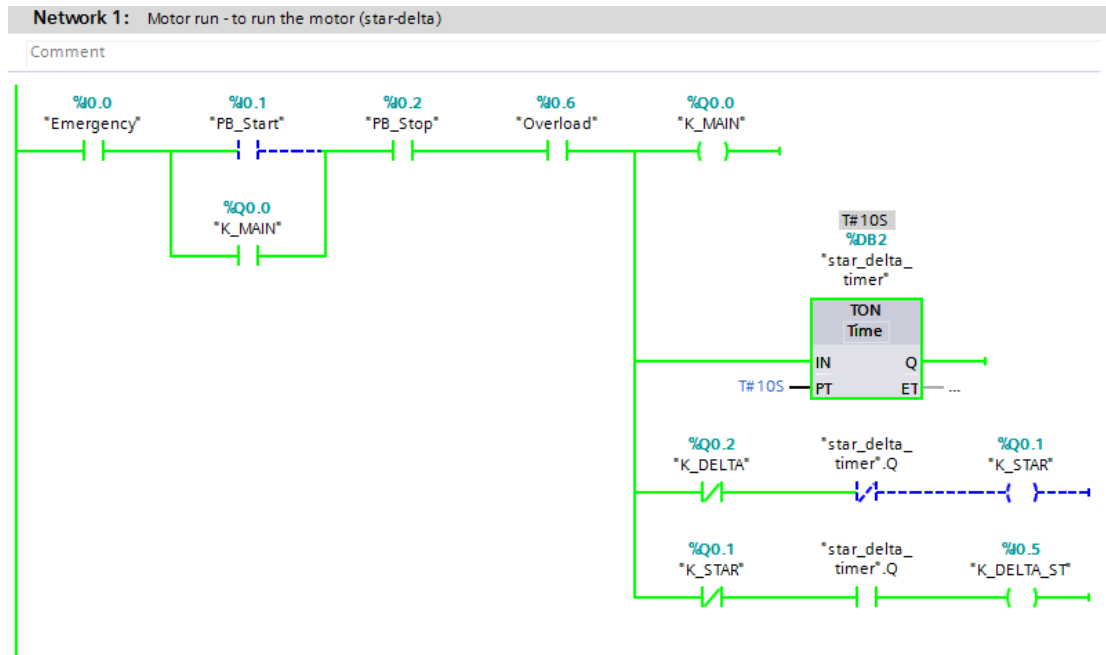 Network 1: Motor run - to run the motor (star-delta)
Comment
%I0.0 %I0.1 %I0.2 %I0.6 %Q0.0
"Emergency" "PB_Start" "PB_Stop" "Overload" "K_MAIN"
%Q0.0
"K_MAIN"
T#10S
%DB2
"star_delta_
timer"
TON
Time
IN Q
T#10S PT ET ...
%Q0.2 "star_delta_ %Q0.1
"K_DELTA" timer".Q "K_STAR"
%Q0.1 "star_delta_ %I0.5
"K_STAR" timer".Q "K_DELTA_ST"